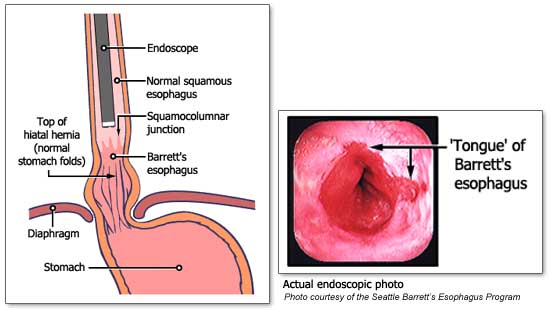 Endoscope
Normal squamous
esophagus
Squamocolumnar
junction
Top of
hiatal hernia
(normal
stomach folds)
Barrett's
esophagus
Diaphragm
Stomach
'Tongue' of
Barrett's
esophagus
Actual endoscopic photo
Photo courtesy of the Seattle Barrett's Esophagus Program